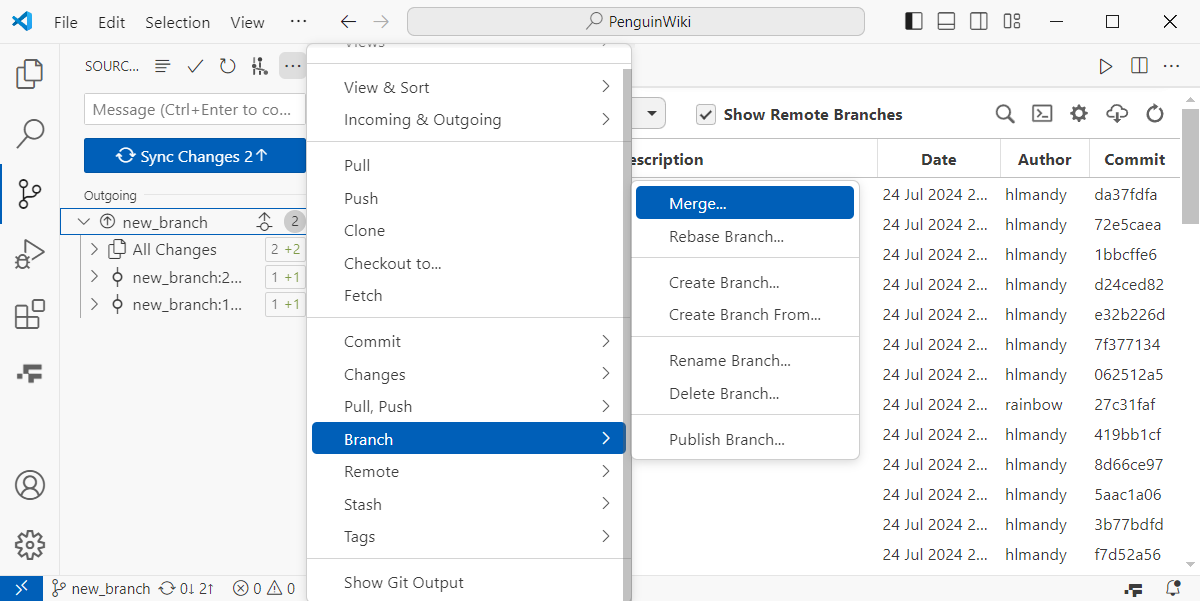 File Edit Selection View ··· PenguinWiki
SOURC...
Views
Message (Ctrl+Enter to co...
Sync Changes 2↑
Outgoing
new_branch 2
All Changes 2 +2
new_branch:2... 1 +1
new_branch:1... 1 +1
View & Sort
Incoming & Outgoing
Pull
Push
Clone
Checkout to...
Fetch
Commit
Changes
Pull, Push
Branch
Remote
Stash
Tags
Show Git Output
Merge...
Rebase Branch...
Create Branch...
Create Branch From...
Rename Branch...
Delete Branch...
Publish Branch...
Show Remote Branches
escription Date Author Commit
24 Jul 2024 2... hlmandy da37fdfa
24 Jul 2024 2... hlmandy 72e5caea
24 Jul 2024 2... hlmandy 1bbcffe6
24 Jul 2024 2... hlmandy d24ced82
24 Jul 2024 2... hlmandy e32b226d
24 Jul 2024 2... hlmandy 7f377134
24 Jul 2024 2... hlmandy 062512a5
24 Jul 2024 2... rainbow 27c31faf
24 Jul 2024 2... hlmandy 419bb1cf
24 Jul 2024 2... hlmandy 8d66ce97
24 Jul 2024 2... hlmandy 5aac1a06
24 Jul 2024 2... hlmandy 3b77bdfd
24 Jul 2024 2... hlmandy f7d52a56
new_branch 0↓ 2↑ 0 0